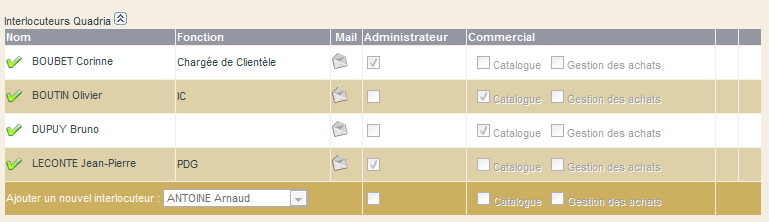 Interlocuteurs Quadria
Nom Fonction Mail Administrateur Commercial
BOUBET Corinne Chargée de Clientèle Catalogue Gestion des achats
BOUTIN Olivier IC Catalogue Gestion des achats
DUPUY Bruno Catalogue Gestion des achats
LECONTE Jean-Pierre PDG Catalogue Gestion des achats
Ajouter un nouvel interlocuteur : ANTOINE Arnaud Catalogue Gestion des achats